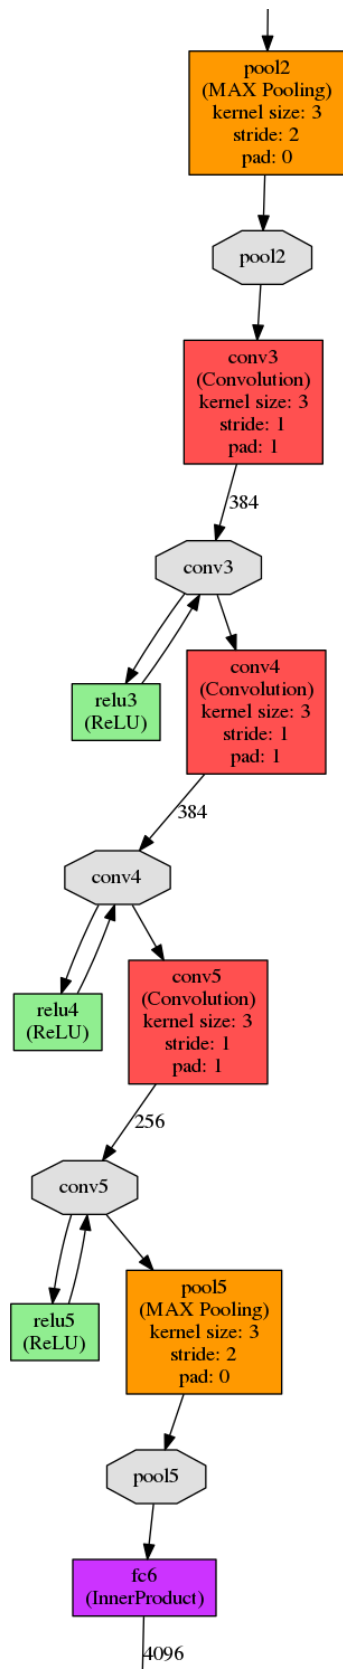 pool2
(MAX Pooling)
kernel size: 3
stride: 2
pad: 0
pool2
conv3
(Convolution)
kernel size: 3
stride: 1
pad: 1
384
conv3
relu3
(ReLU)
conv4
(Convolution)
kernel size: 3
stride: 1
pad: 1
384
conv4
relu4
(ReLU)
conv5
(Convolution)
kernel size: 3
stride: 1
pad: 1
256
conv5
relu5
(ReLU)
pool5
(MAX Pooling)
kernel size: 3
stride: 2
pad: 0
pool5
fc6
(InnerProduct)
4096